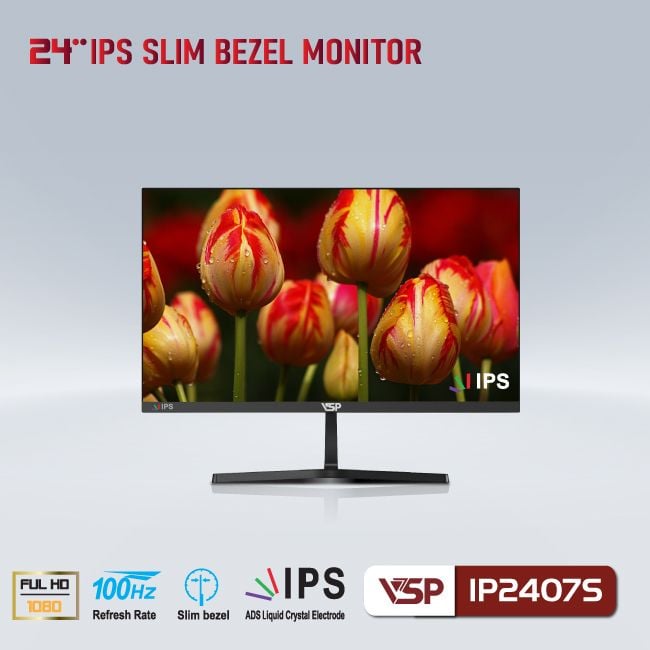 24" IPS SLIM BEZEL MONITOR
IPS
IPS
VSP
FUL HD
1080
100Hz
Refresh Rate
Slim bezel
IPS
ADS Liquid Crystal Electrode
VSP
IP2407S